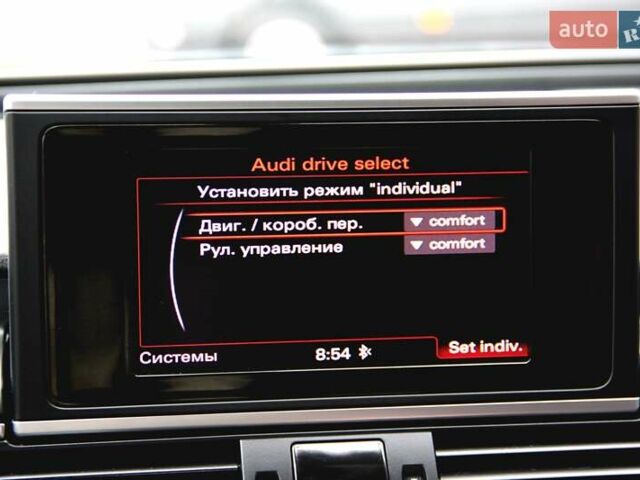 auto
Audi drive select
Установить режим "individual"
Двиг. / короб. пер. comfort
Рул. управление comfort
Системы 8:54 Set indiv.